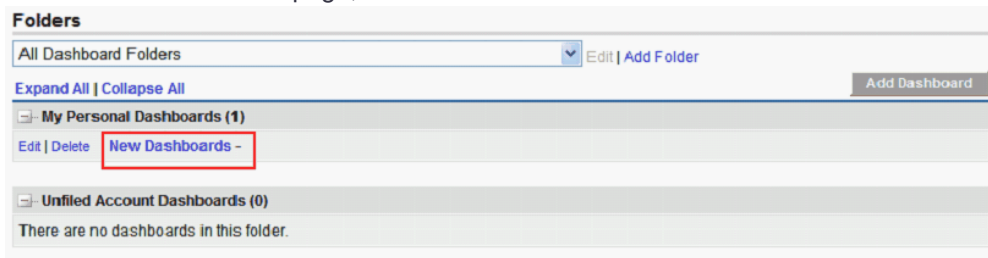 Folders
All Dashboard Folders Edit | Add Folder
Expand All | Collapse All Add Dashboard
My Personal Dashboards (1)
Edit | Delete New Dashboards -
Unfiled Account Dashboards (0)
There are no dashboards in this folder.